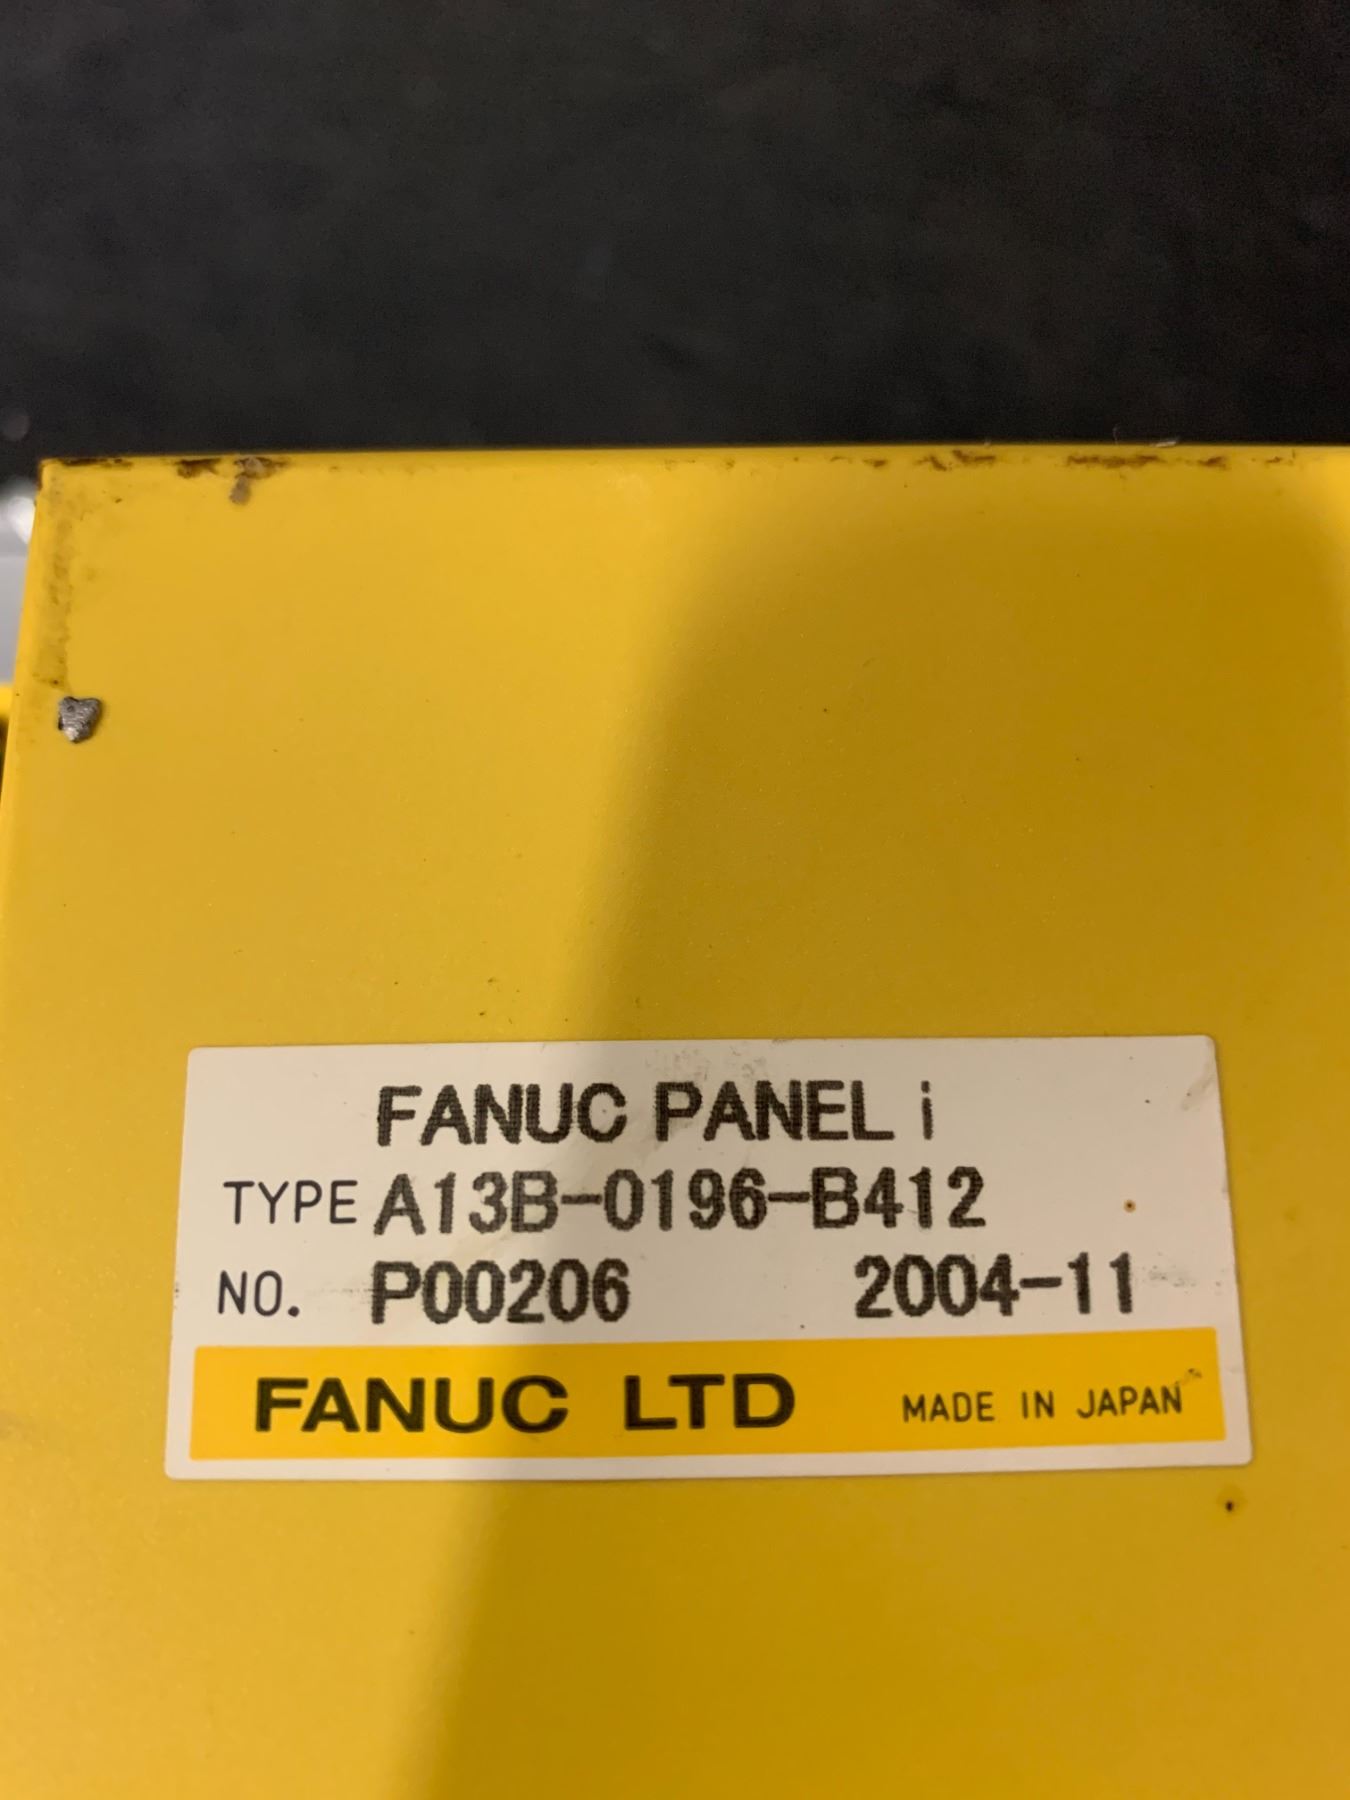 FANUC PANEL i
TYPE A13B-0196-B412
NO. P00206 2004-11
FANUC LTD MADE IN JAPAN